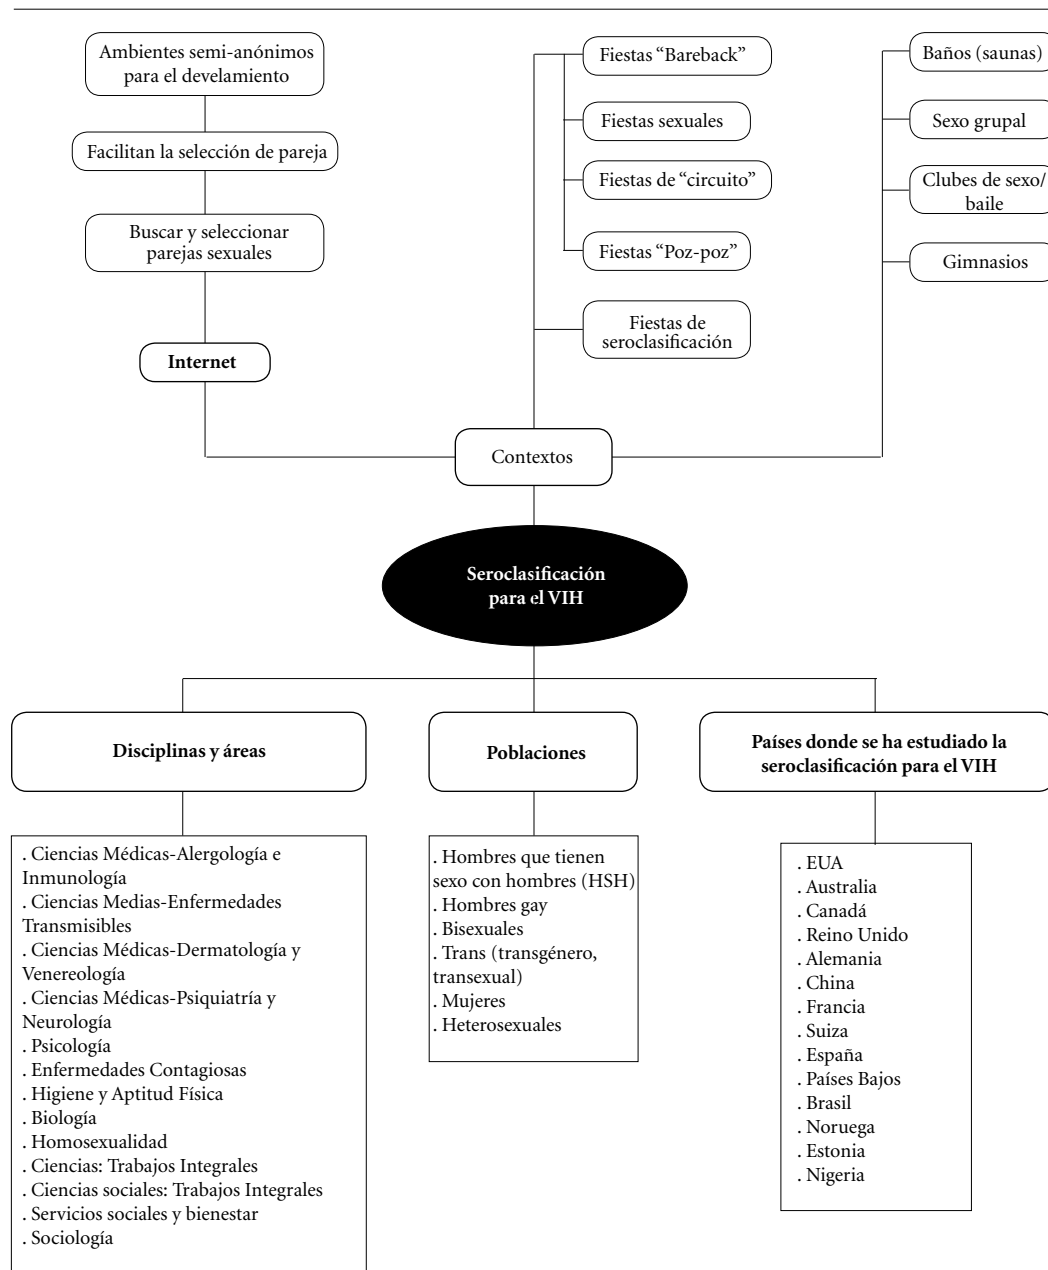 Ambientes semi-anónimos
para el develamiento
Facilitan la selección de pareja
Buscar y seleccionar
parejas sexuales
Internet
Fiestas “Bareback”
Fiestas sexuales
Fiestas de “circuito”
Fiestas “Poz-poz”
Fiestas de
seroclasificación
Baños (saunas)
Sexo grupal
Clubes de sexo/
baile
Gimnasios
Contextos
Seroclasificación
para el VIH
Disciplinas y áreas
. Ciencias Médicas-Alergología e
Inmunología
. Ciencias Medias-Enfermedades
Transmisibles
. Ciencias Médicas-Dermatología y
Venereología
. Ciencias Médicas-Psiquiatría y
Neurología
. Psicología
. Enfermedades Contagiosas
. Higiene y Aptitud Física
. Biología
. Homosexualidad
. Ciencias: Trabajos Integrales
. Ciencias sociales: Trabajos Integrales
. Servicios sociales y bienestar
. Sociología
Poblaciones
. Hombres que tienen
sexo con hombres (HSH)
. Hombres gay
. Bisexuales
. Trans (transgénero,
transexual)
. Mujeres
. Heterosexuales
Países donde se ha estudiado la
seroclasificación para el VIH
. EUA
. Australia
. Canadá
. Reino Unido
. Alemania
. China
. Francia
. Suiza
. España
. Países Bajos
. Brasil
. Noruega
. Estonia
. Nigeria